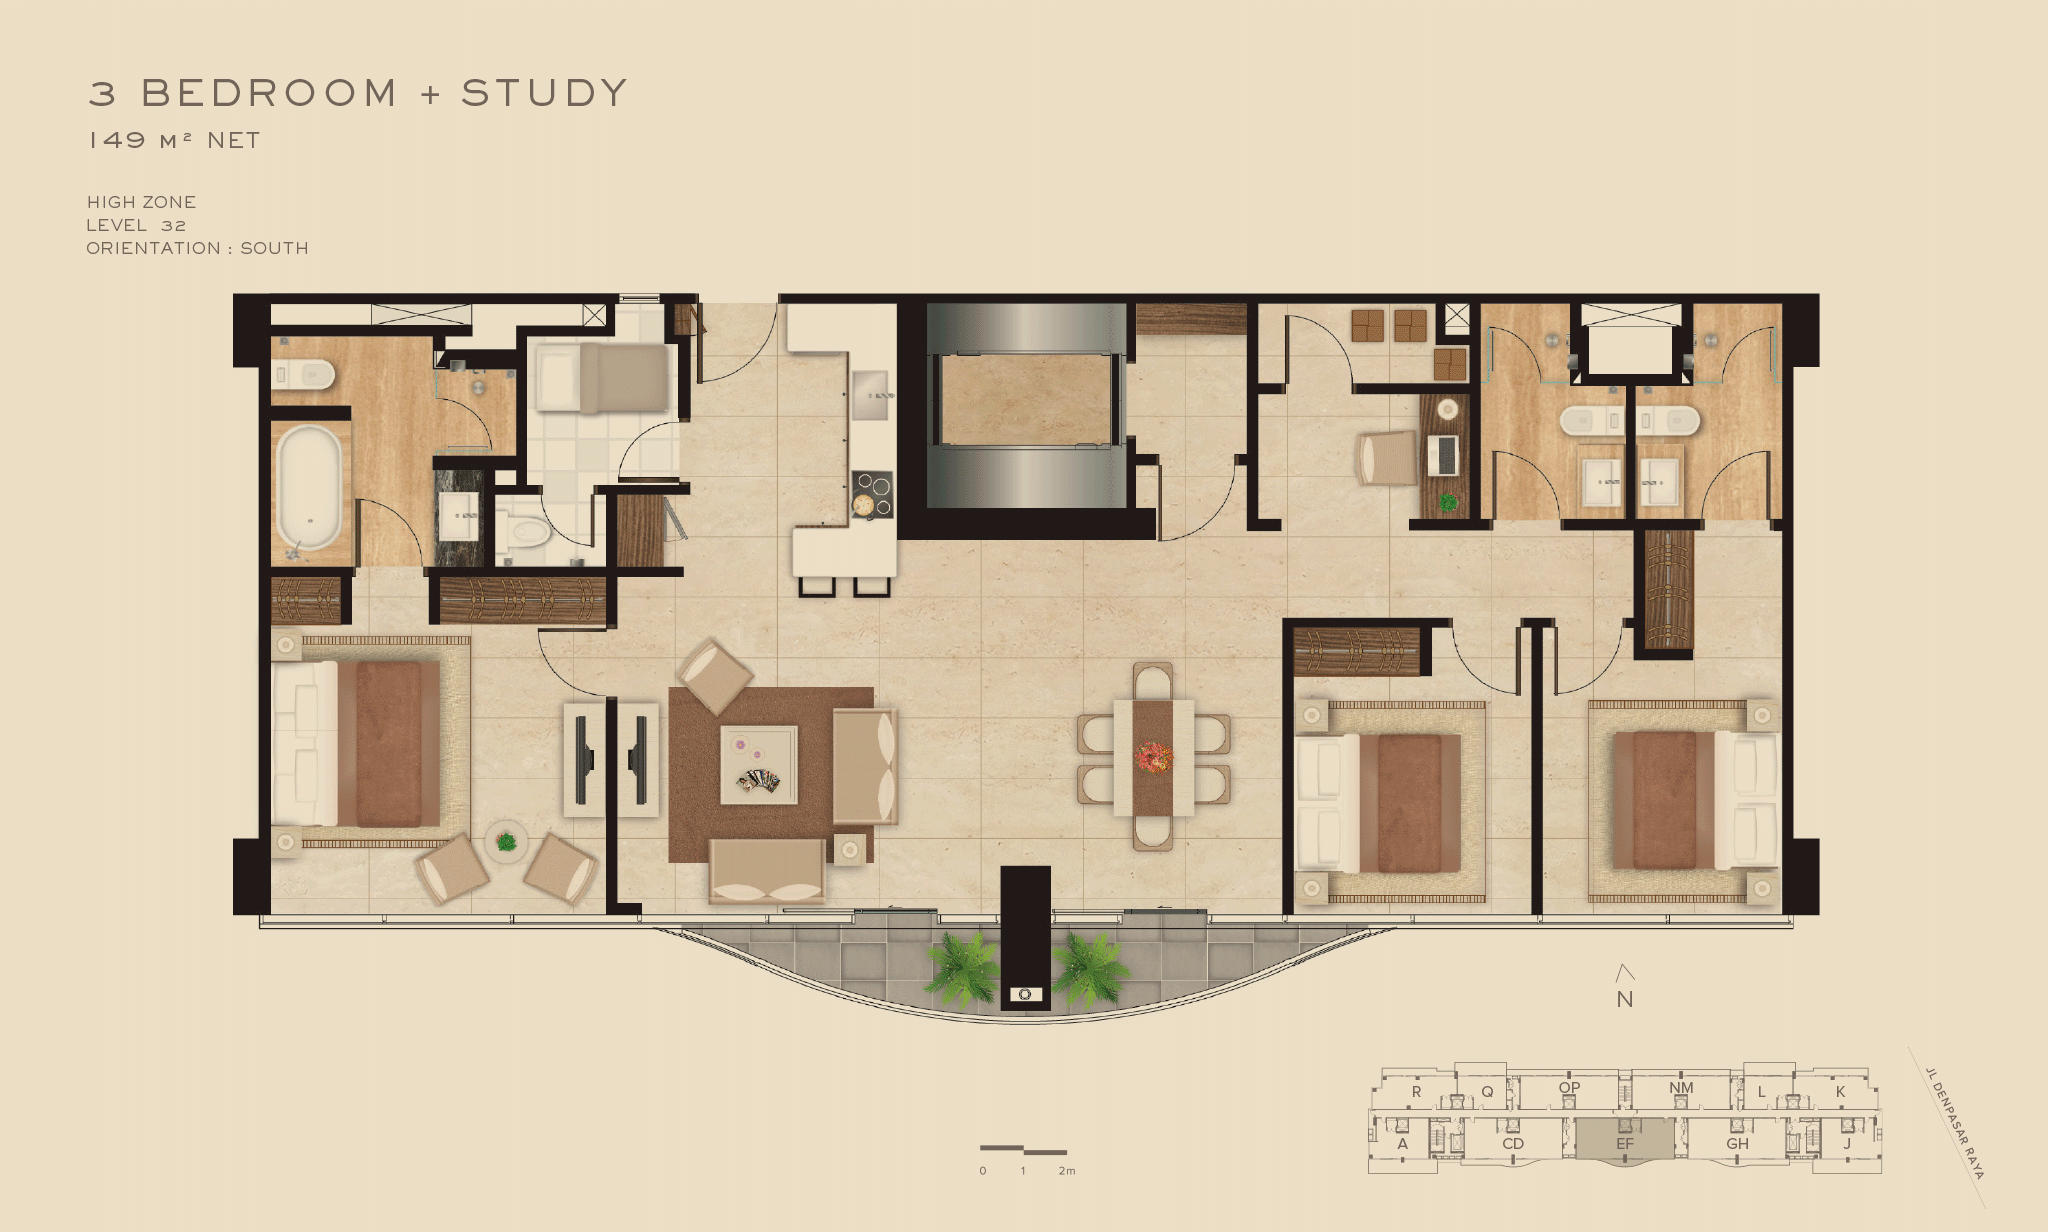 3 BEDROOM + STUDY
149 M² NET
HIGH ZONE
LEVEL 32
ORIENTATION : SOUTH
N
R Q OP NM L K
A CD EF GH J
JL DENPASAR RAYA
0 1 2m